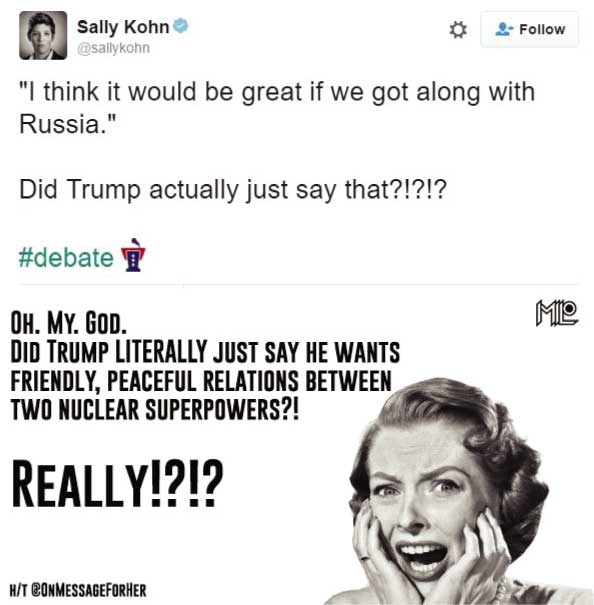 Sally Kohn
@sallykohn
Follow
"I think it would be great if we got along with
Russia."
Did Trump actually just say that?!?!?
#debate
OH. MY. GOD.
DID TRUMP LITERALLY JUST SAY HE WANTS
FRIENDLY, PEACEFUL RELATIONS BETWEEN
TWO NUCLEAR SUPERPOWERS?!
REALLY!?!?
H/T @ONMESSAGEFORHER